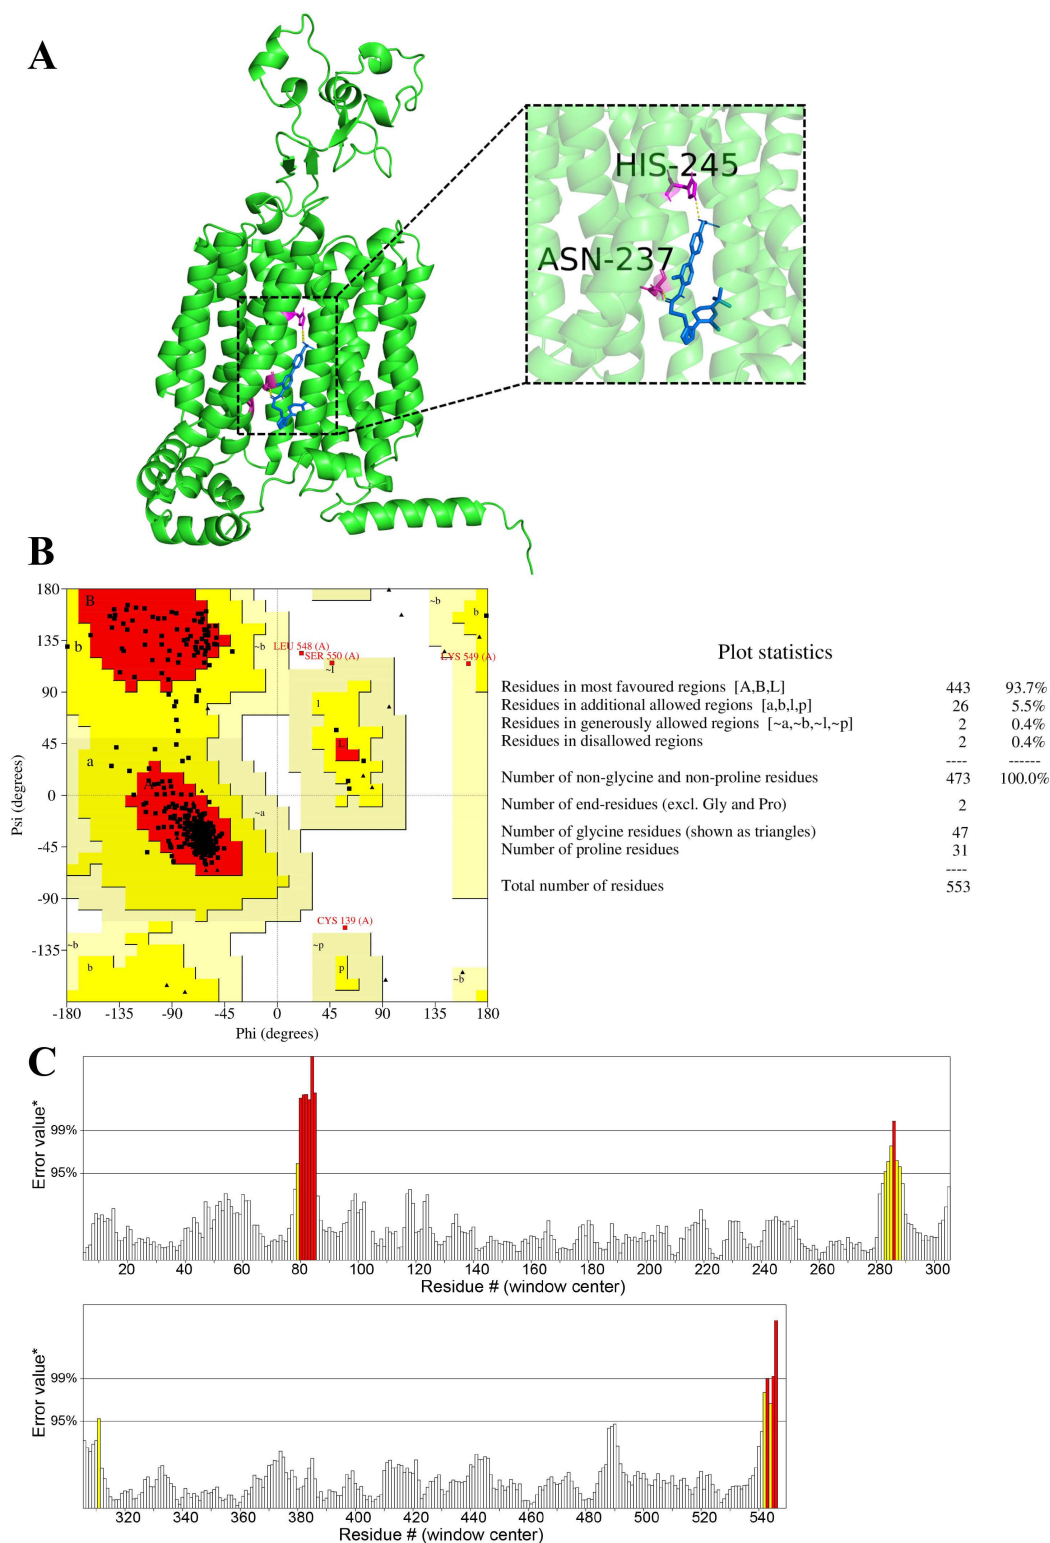 A
HIS-245
ASN-237
B
180
135
90
45
0
-45
-90
-135
Psi (degrees)
B
b
~b
a
A
~a
~b
b
LEU 548 (A)
SER 550 (A)
LYS 549 (A)
~l
l
L
~b
b
CYS 139 (A)
~p
p
~b
-180 -135 -90 -45 0 45 90 135 180
Phi (degrees)
Plot statistics
Residues in most favoured regions [A,B,L] 443 93.7%
Residues in additional allowed regions [a,b,l,p] 26 5.5%
Residues in generously allowed regions [~a,~b,~l,~p] 2 0.4%
Residues in disallowed regions 2 0.4%
---- ------
Number of non-glycine and non-proline residues 473 100.0%
Number of end-residues (excl. Gly and Pro) 2
Number of glycine residues (shown as triangles) 47
Number of proline residues 31
----
Total number of residues 553
C
Error value*
99%
95%
20 40 60 80 100 120 140 160 180 200 220 240 260 280 300
Residue # (window center)
Error value*
99%
95%
320 340 360 380 400 420 440 460 480 500 520 540
Residue # (window center)